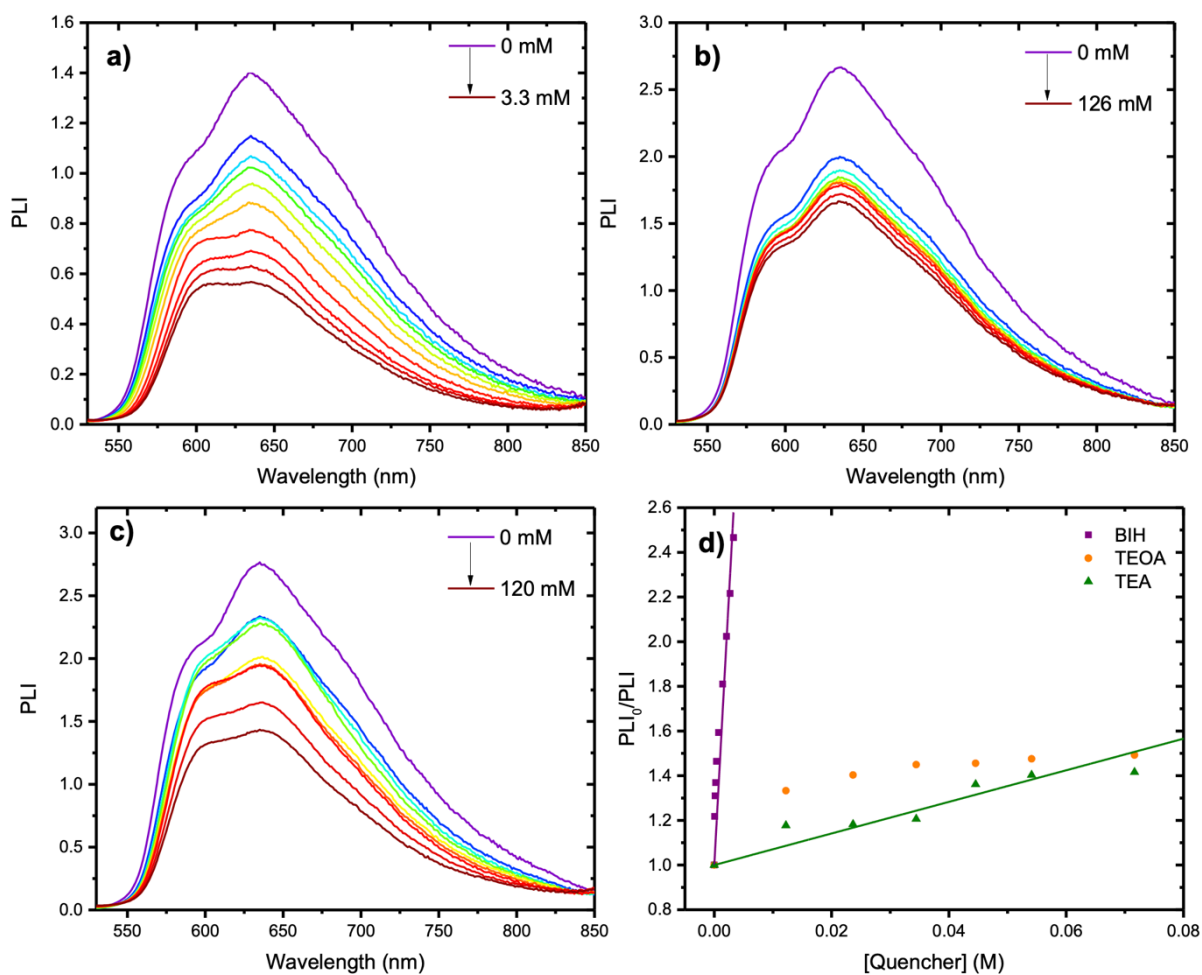 a)
0 mM
3.3 mM
PLI
1.6
1.4
1.2
1.0
0.8
0.6
0.4
0.2
0.0
550 600 650 700 750 800 850
Wavelength (nm)
b)
0 mM
126 mM
PLI
3.0
2.5
2.0
1.5
1.0
0.5
0.0
550 600 650 700 750 800 850
Wavelength (nm)
c)
0 mM
120 mM
PLI
3.0
2.5
2.0
1.5
1.0
0.5
0.0
550 600 650 700 750 800 850
Wavelength (nm)
d)
BIH
TEOA
TEA
PLI₀/PLI
2.6
2.4
2.2
2.0
1.8
1.6
1.4
1.2
1.0
0.8
0.00 0.02 0.04 0.06 0.08
[Quencher] (M)